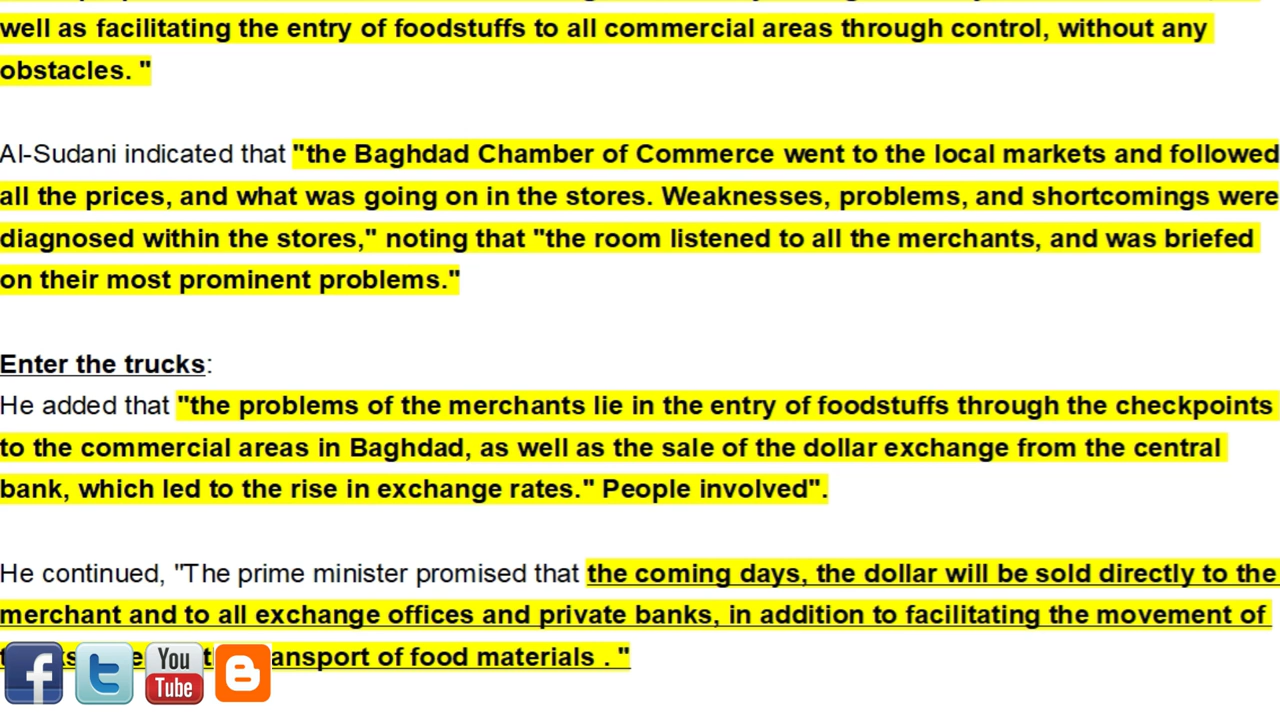 well as facilitating the entry of foodstuffs to all commercial areas through control, without any
obstacles. "
Al-Sudani indicated that "the Baghdad Chamber of Commerce went to the local markets and followed
all the prices, and what was going on in the stores. Weaknesses, problems, and shortcomings were
diagnosed within the stores," noting that "the room listened to all the merchants, and was briefed
on their most prominent problems."
Enter the trucks:
He added that "the problems of the merchants lie in the entry of foodstuffs through the checkpoints
to the commercial areas in Baghdad, as well as the sale of the dollar exchange from the central
bank, which led to the rise in exchange rates." People involved".
He continued, "The prime minister promised that the coming days, the dollar will be sold directly to the
merchant and to all exchange offices and private banks, in addition to facilitating the movement of
of food materials . "
You
Tube